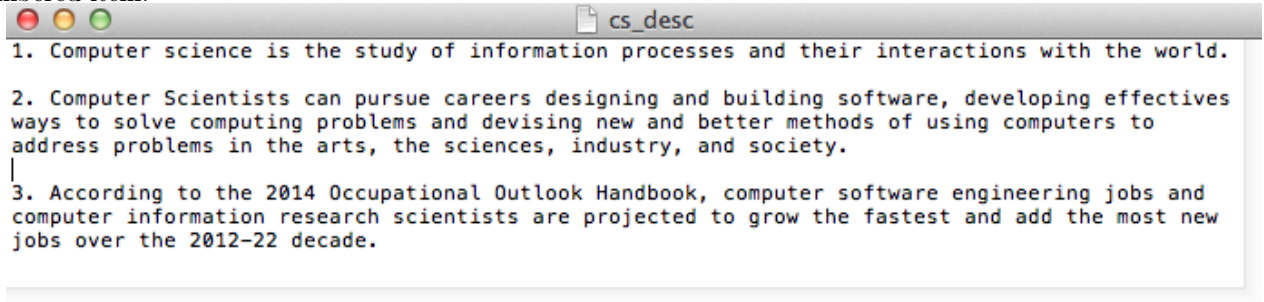 cs_desc
1. Computer science is the study of information processes and their interactions with the world.
2. Computer Scientists can pursue careers designing and building software, developing effectives
ways to solve computing problems and devising new and better methods of using computers to
address problems in the arts, the sciences, industry, and society.
3. According to the 2014 Occupational Outlook Handbook, computer software engineering jobs and
computer information research scientists are projected to grow the fastest and add the most new
jobs over the 2012-22 decade.